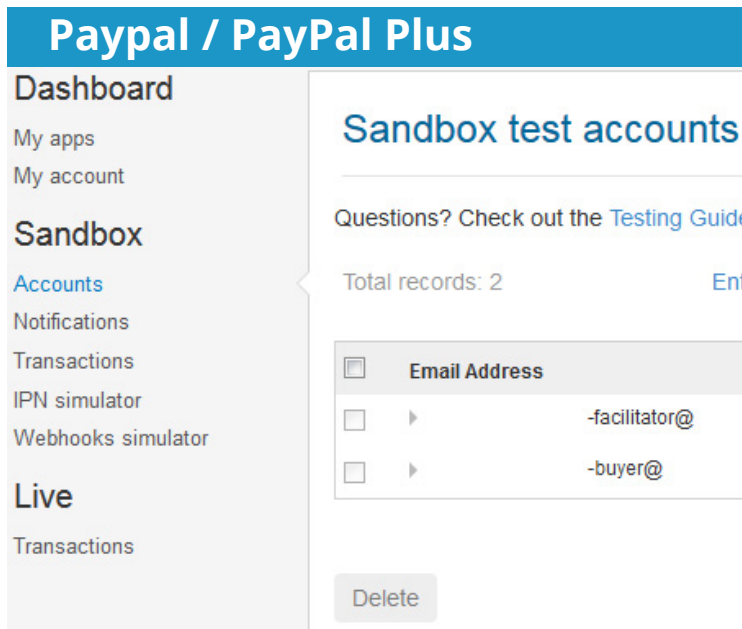 Paypal / PayPal Plus
Dashboard
My apps
My account
Sandbox
Accounts
Notifications
Transactions
IPN simulator
Webhooks simulator
Live
Transactions
Sandbox test accounts
Questions? Check out the Testing Guide
Total records: 2
Email Address
-facilitator@
-buyer@
Delete